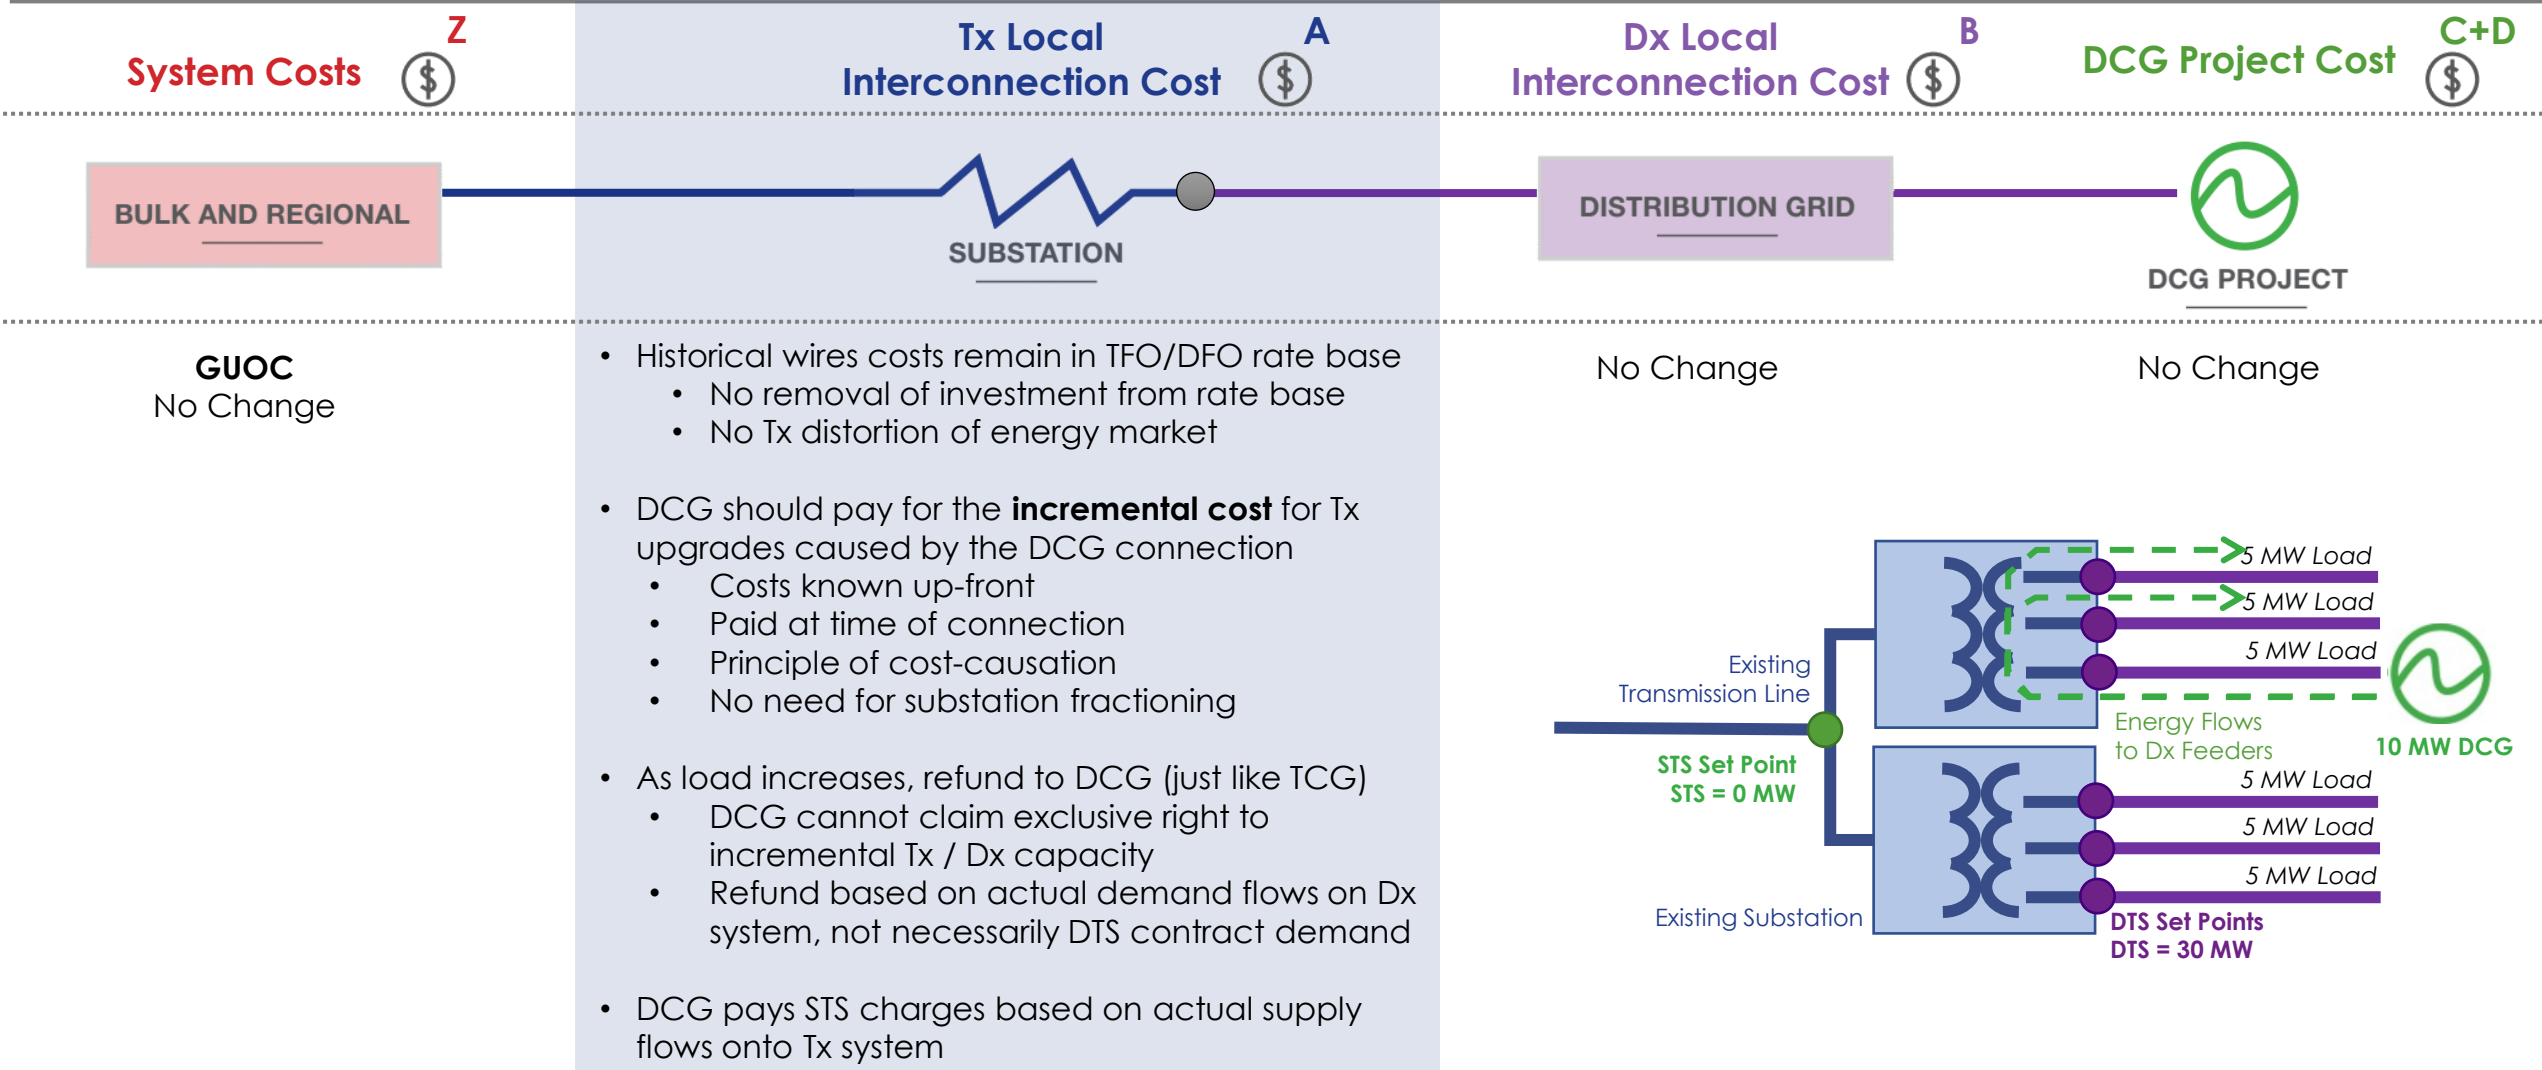 Z
System Costs
$
Tx Local
Interconnection Cost
A
$
Dx Local
Interconnection Cost
B
$
DCG Project Cost
C+D
$
BULK AND REGIONAL
SUBSTATION
DISTRIBUTION GRID
DCG PROJECT
GUOC
No Change
• Historical wires costs remain in TFO/DFO rate base
• No removal of investment from rate base
• No Tx distortion of energy market
• DCG should pay for the incremental cost for Tx
upgrades caused by the DCG connection
• Costs known up-front
• Paid at time of connection
• Principle of cost-causation
• No need for substation fractioning
• As load increases, refund to DCG (just like TCG)
• DCG cannot claim exclusive right to
incremental Tx / Dx capacity
• Refund based on actual demand flows on Dx
system, not necessarily DTS contract demand
• DCG pays STS charges based on actual supply
flows onto Tx system
No Change
No Change
5 MW Load
5 MW Load
5 MW Load
Existing
Transmission Line
Energy Flows
to Dx Feeders
10 MW DCG
STS Set Point
STS = 0 MW
5 MW Load
5 MW Load
5 MW Load
Existing Substation
DTS Set Points
DTS = 30 MW